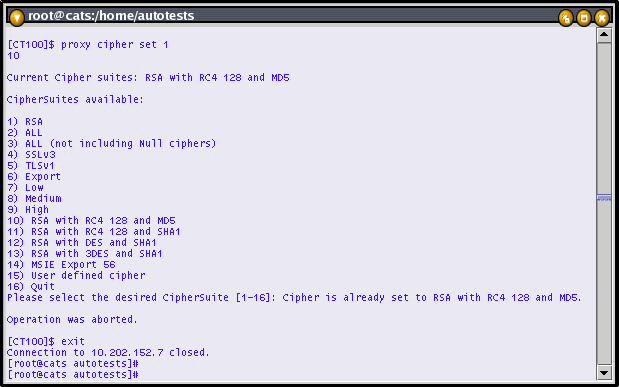 root@cats:/home/autotests
[CT100]$ proxy cipher set 1
10
Current Cipher suites: RSA with RC4 128 and MD5
CipherSuites available:
1) RSA
2) ALL
3) ALL (not including Null ciphers)
4) SSLv3
5) TLSv1
6) Export
7) Low
8) Medium
9) High
10) RSA with RC4 128 and MD5
11) RSA with RC4 128 and SHA1
12) RSA with DES and SHA1
13) RSA with 3DES and SHA1
14) MSIE Export 56
15) User defined cipher
16) Quit
Please select the desired CipherSuite [1-16]: Cipher is already set to RSA with RC4 128 and MD5.
Operation was aborted.
[CT100]$ exit
Connection to 10.202.152.7 closed.
[root@cats autotests]#
[root@cats autotests]#